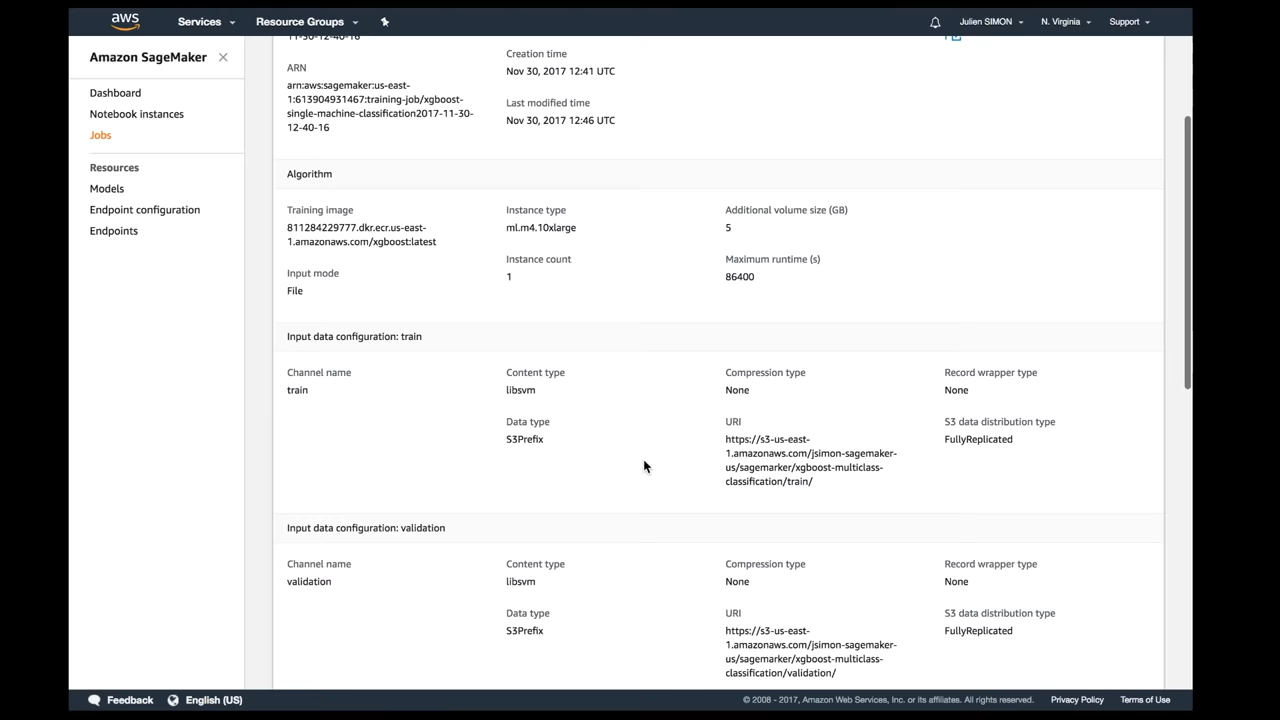 aws
Services
Resource Groups
Julien SIMON
N. Virginia
Support
Amazon SageMaker
Dashboard
Notebook instances
Jobs
Resources
Models
Endpoint configuration
Endpoints
11-30-12-40-16
Creation time
Nov 30, 2017 12:41 UTC
ARN
arn:aws:sagemaker:us-east-
1:613904931467:training-job/xgboost-
single-machine-classification2017-11-30-
12-40-16
Last modified time
Nov 30, 2017 12:46 UTC
Algorithm
Training image
811284229777.dkr.ecr.us-east-
1.amazonaws.com/xgboost:latest
Instance type
ml.m4.10xlarge
Additional volume size (GB)
5
Input mode
File
Instance count
1
Maximum runtime (s)
86400
Input data configuration: train
Channel name
train
Content type
libsvm
Compression type
None
Record wrapper type
None
Data type
S3Prefix
URI
https://s3-us-east-
1.amazonaws.com/jsimon-sagemaker-
us/sagemarker/xgboost-multiclass-
classification/train/
S3 data distribution type
FullyReplicated
Input data configuration: validation
Channel name
validation
Content type
libsvm
Compression type
None
Record wrapper type
None
Data type
S3Prefix
URI
https://s3-us-east-
1.amazonaws.com/jsimon-sagemaker-
us/sagemarker/xgboost-multiclass-
classification/validation/
S3 data distribution type
FullyReplicated
Feedback
English (US)
© 2008 - 2017, Amazon Web Services, Inc. or its affiliates. All rights reserved.
Privacy Policy
Terms of Use